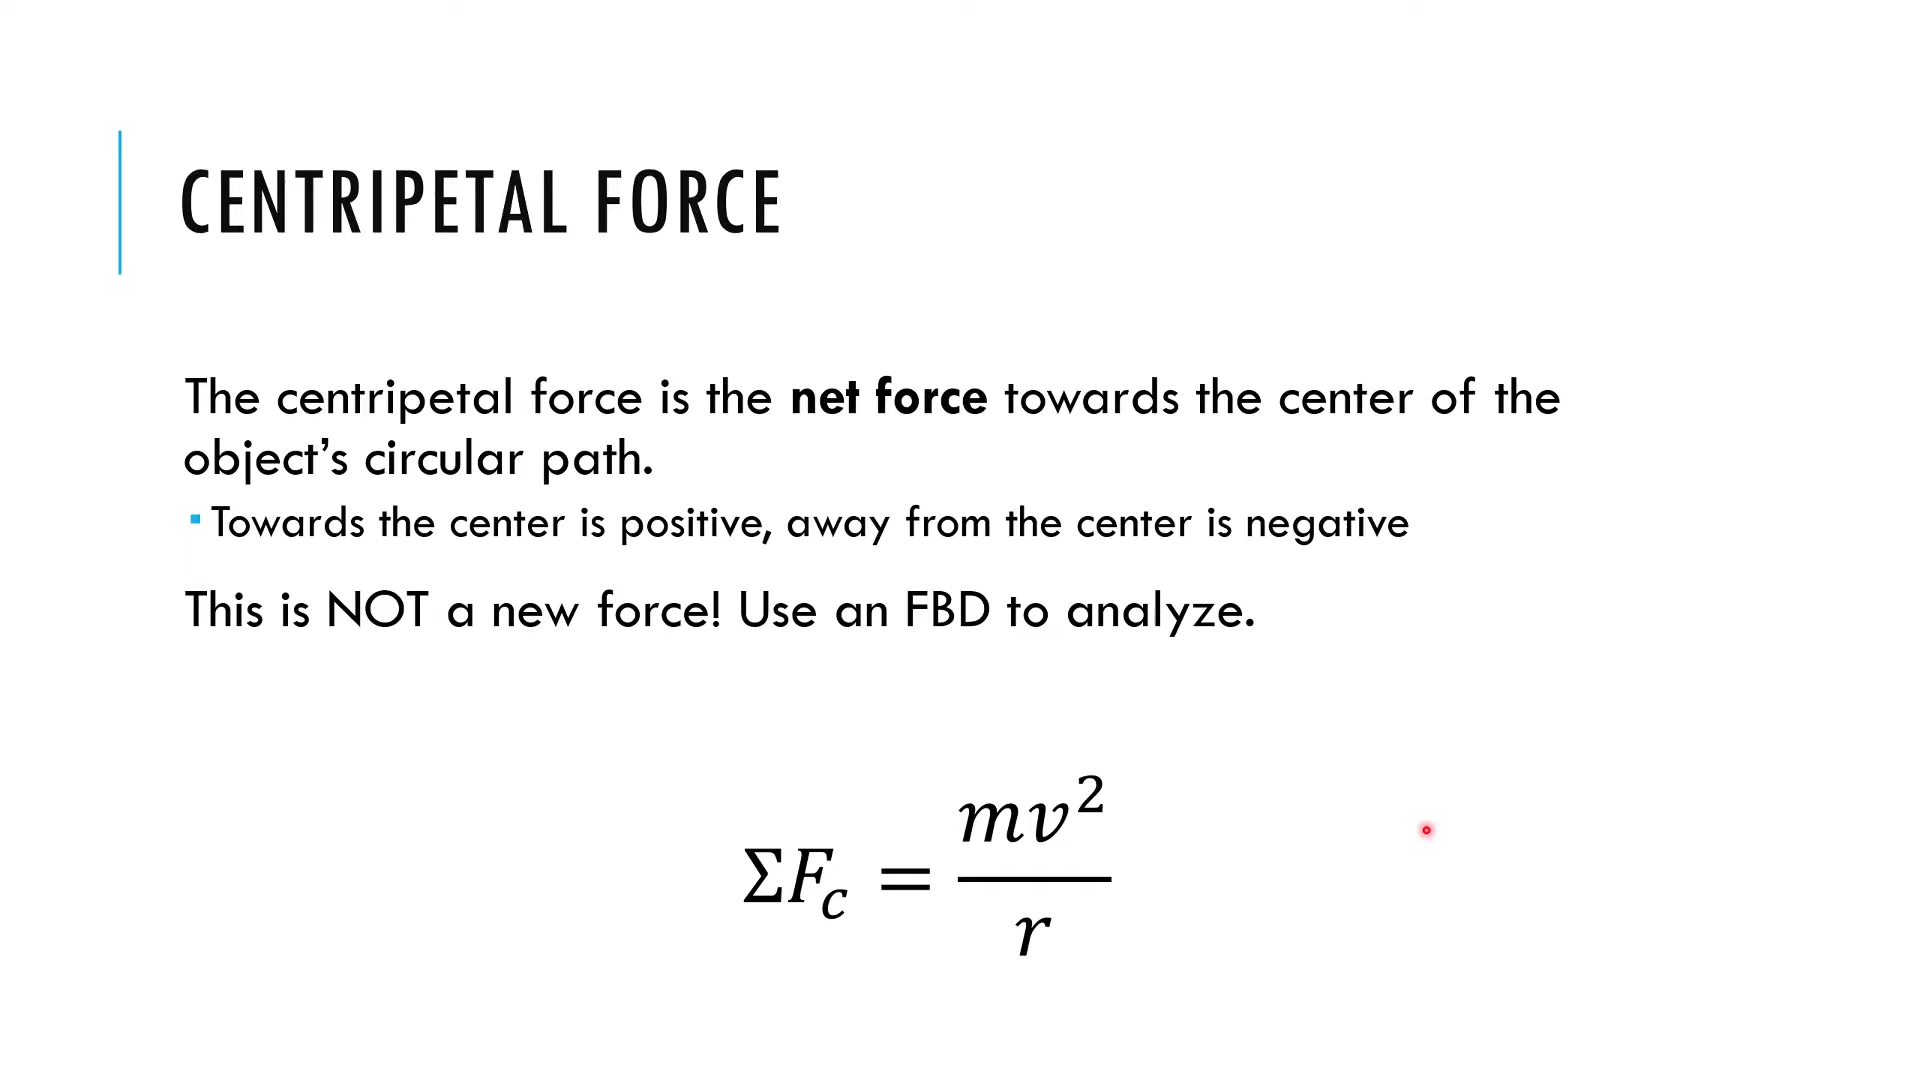 CENTRIPETAL FORCE
The centripetal force is the net force towards the center of the
object’s circular path.
▪ Towards the center is positive, away from the center is negative
This is NOT a new force! Use an FBD to analyze.
ΣF_c = mv²/r